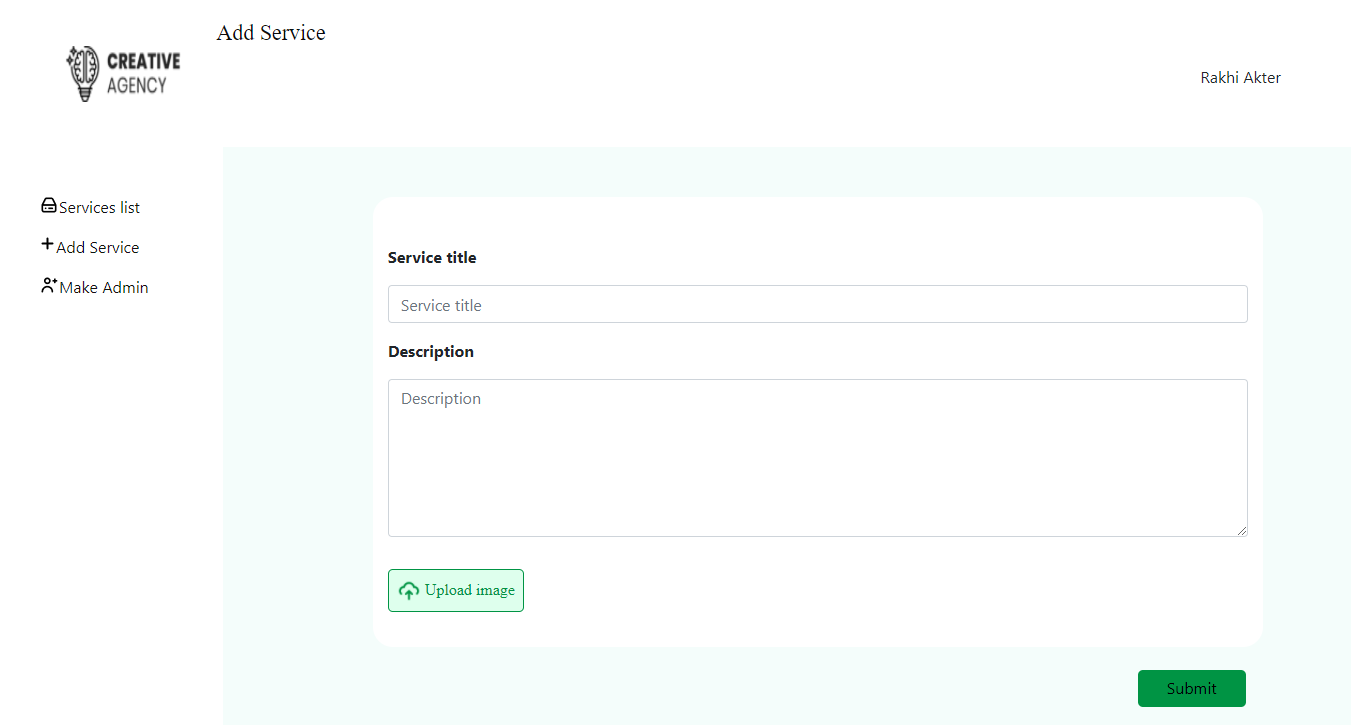 Add Service
CREATIVE
AGENCY
Rakhi Akter
Services list
Add Service
Make Admin
Service title
Service title
Description
Description
Upload image
Submit